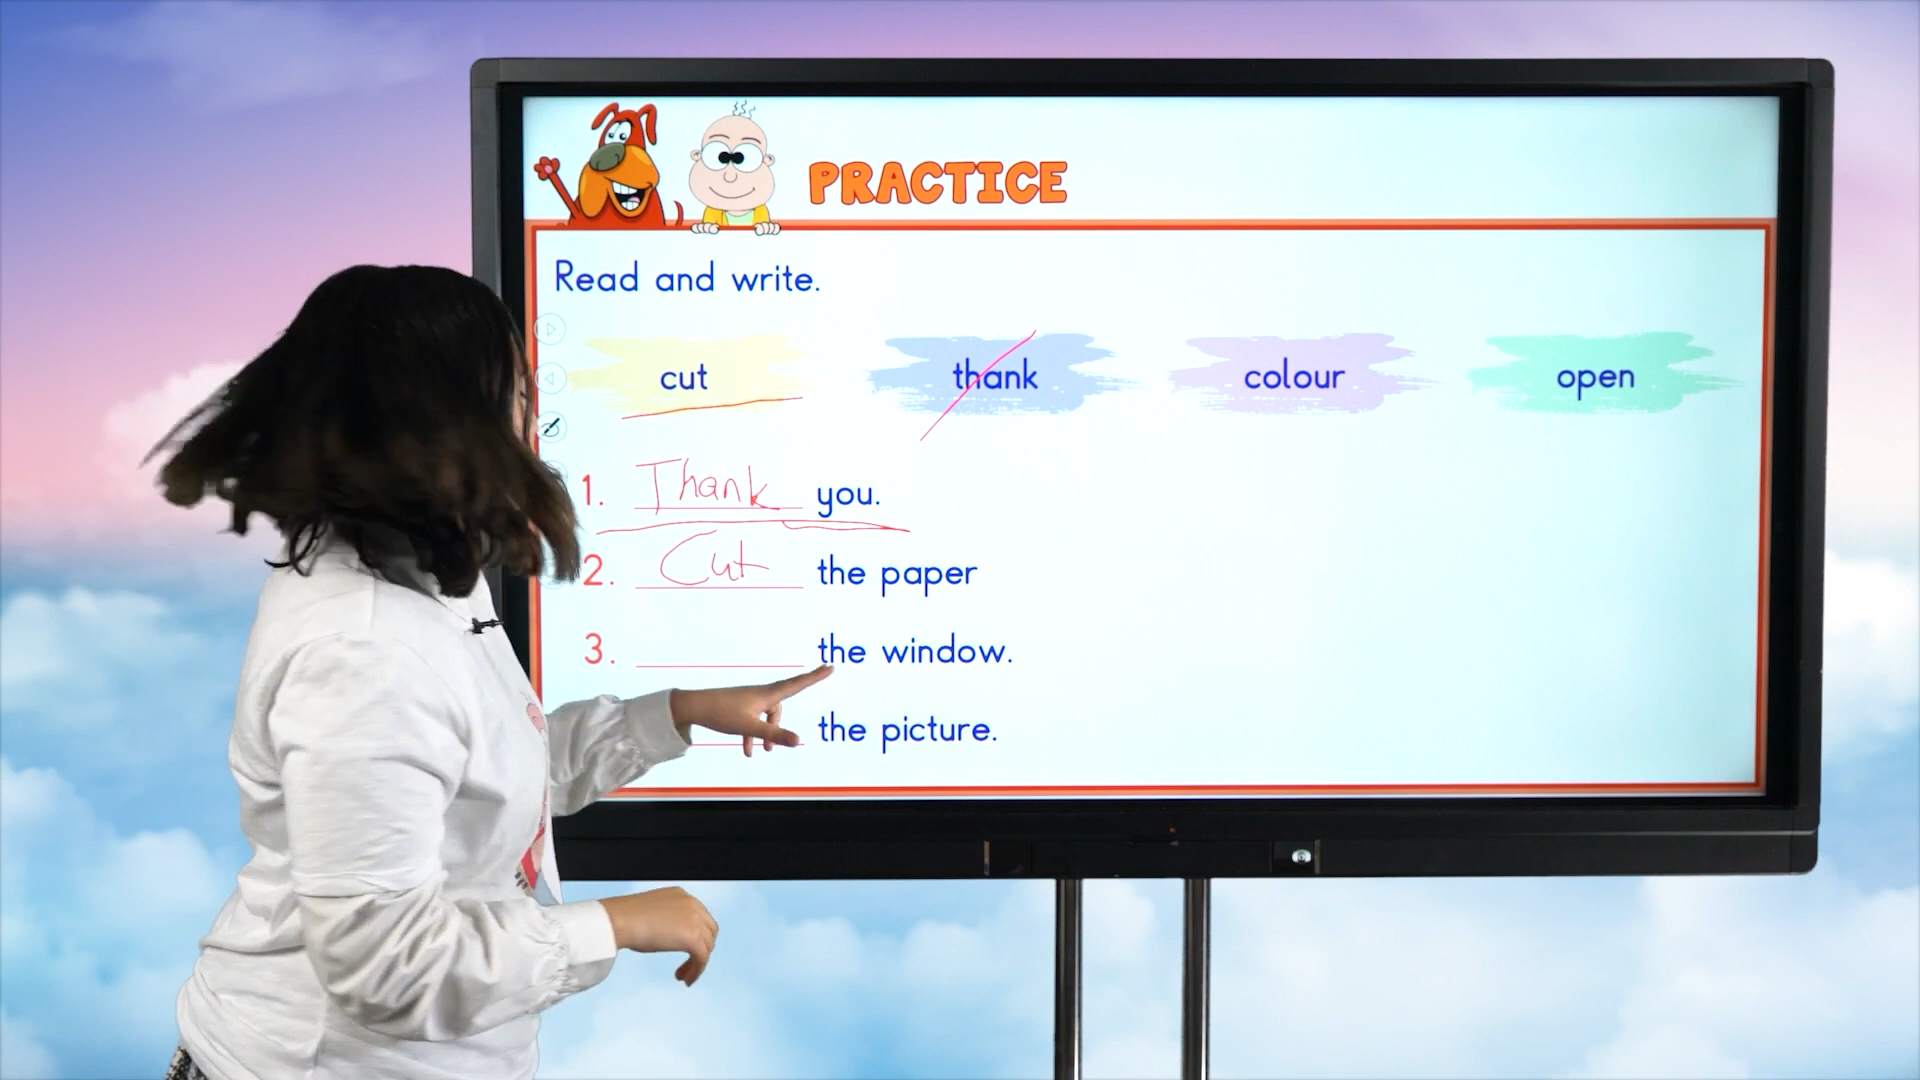 PRACTICE
Read and write.
cut thank colour open
1. Thank you.
2. Cut the paper
3. the window.
the picture.